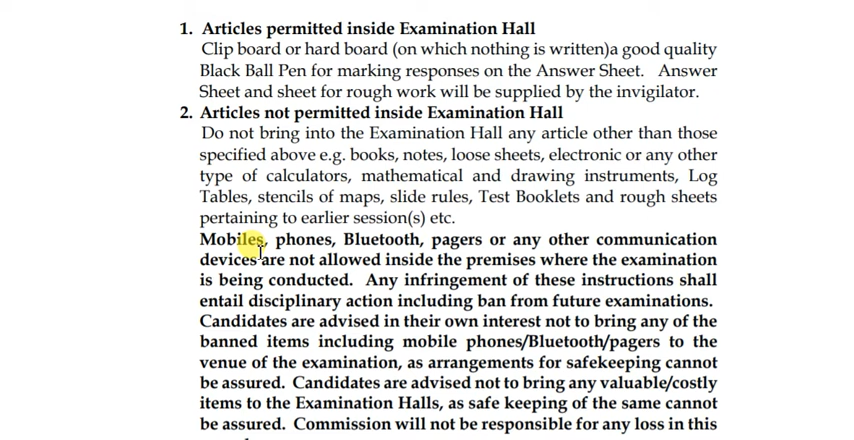 1. Articles permitted inside Examination Hall
Clip board or hard board (on which nothing is written)a good quality
Black Ball Pen for marking responses on the Answer Sheet. Answer
Sheet and sheet for rough work will be supplied by the invigilator.
2. Articles not permitted inside Examination Hall
Do not bring into the Examination Hall any article other than those
specified above e.g. books, notes, loose sheets, electronic or any other
type of calculators, mathematical and drawing instruments, Log
Tables, stencils of maps, slide rules, Test Booklets and rough sheets
pertaining to earlier session(s) etc.
Mobiles, phones, Bluetooth, pagers or any other communication
devices are not allowed inside the premises where the examination
is being conducted. Any infringement of these instructions shall
entail disciplinary action including ban from future examinations.
Candidates are advised in their own interest not to bring any of the
banned items including mobile phones/Bluetooth/pagers to the
venue of the examination, as arrangements for safekeeping cannot
be assured. Candidates are advised not to bring any valuable/costly
items to the Examination Halls, as safe keeping of the same cannot
be assured. Commission will not be responsible for any loss in this